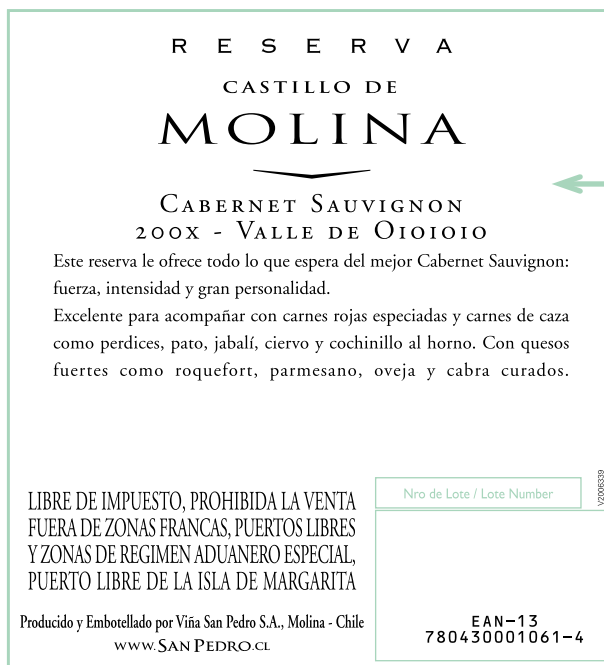 RESERVA
CASTILLO DE
MOLINA
CABERNET SAUVIGNON
200X - VALLE DE OIOIOIO
Este reserva le ofrece todo lo que espera del mejor Cabernet Sauvignon:
fuerza, intensidad y gran personalidad.
Excelente para acompañar con carnes rojas especiadas y carnes de caza
como perdices, pato, jabalí, ciervo y cochinillo al horno. Con quesos
fuertes como roquefort, parmesano, oveja y cabra curados.
LIBRE DE IMPUESTO, PROHIBIDA LA VENTA
FUERA DE ZONAS FRANCAS, PUERTOS LIBRES
Y ZONAS DE REGIMEN ADUANERO ESPECIAL,
PUERTO LIBRE DE LA ISLA DE MARGARITA
Producido y Embotellado por Viña San Pedro S.A., Molina - Chile
WWW.SAN PEDRO.CL
Nro de Lote / Lote Number
V2006339
EAN-13
780430001061-4